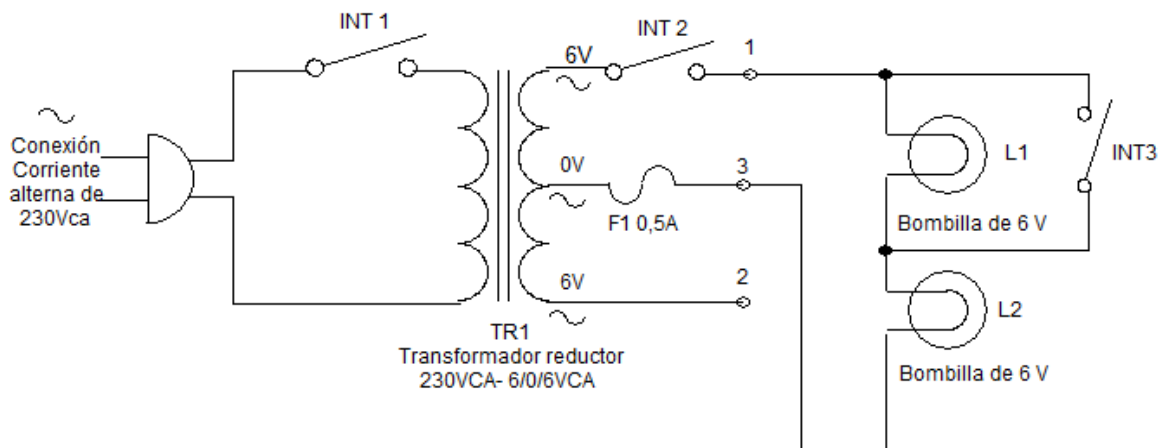 INT 1
INT 2
1
6V
Conexión
Corriente
alterna de
230Vca
0V
3
L1
INT3
F1 0,5A
Bombilla de 6 V
6V
2
L2
TR1
Transformador reductor
230VCA- 6/0/6VCA
Bombilla de 6 V